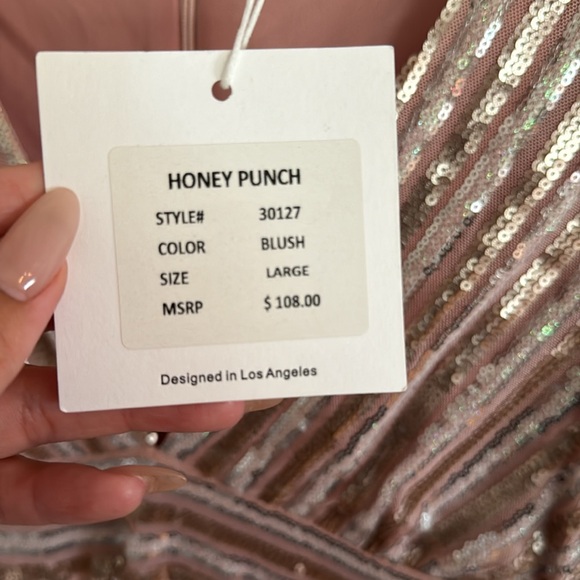 HONEY PUNCH
STYLE# 30127
COLOR BLUSH
SIZE LARGE
MSRP $ 108.00
Designed in Los Angeles